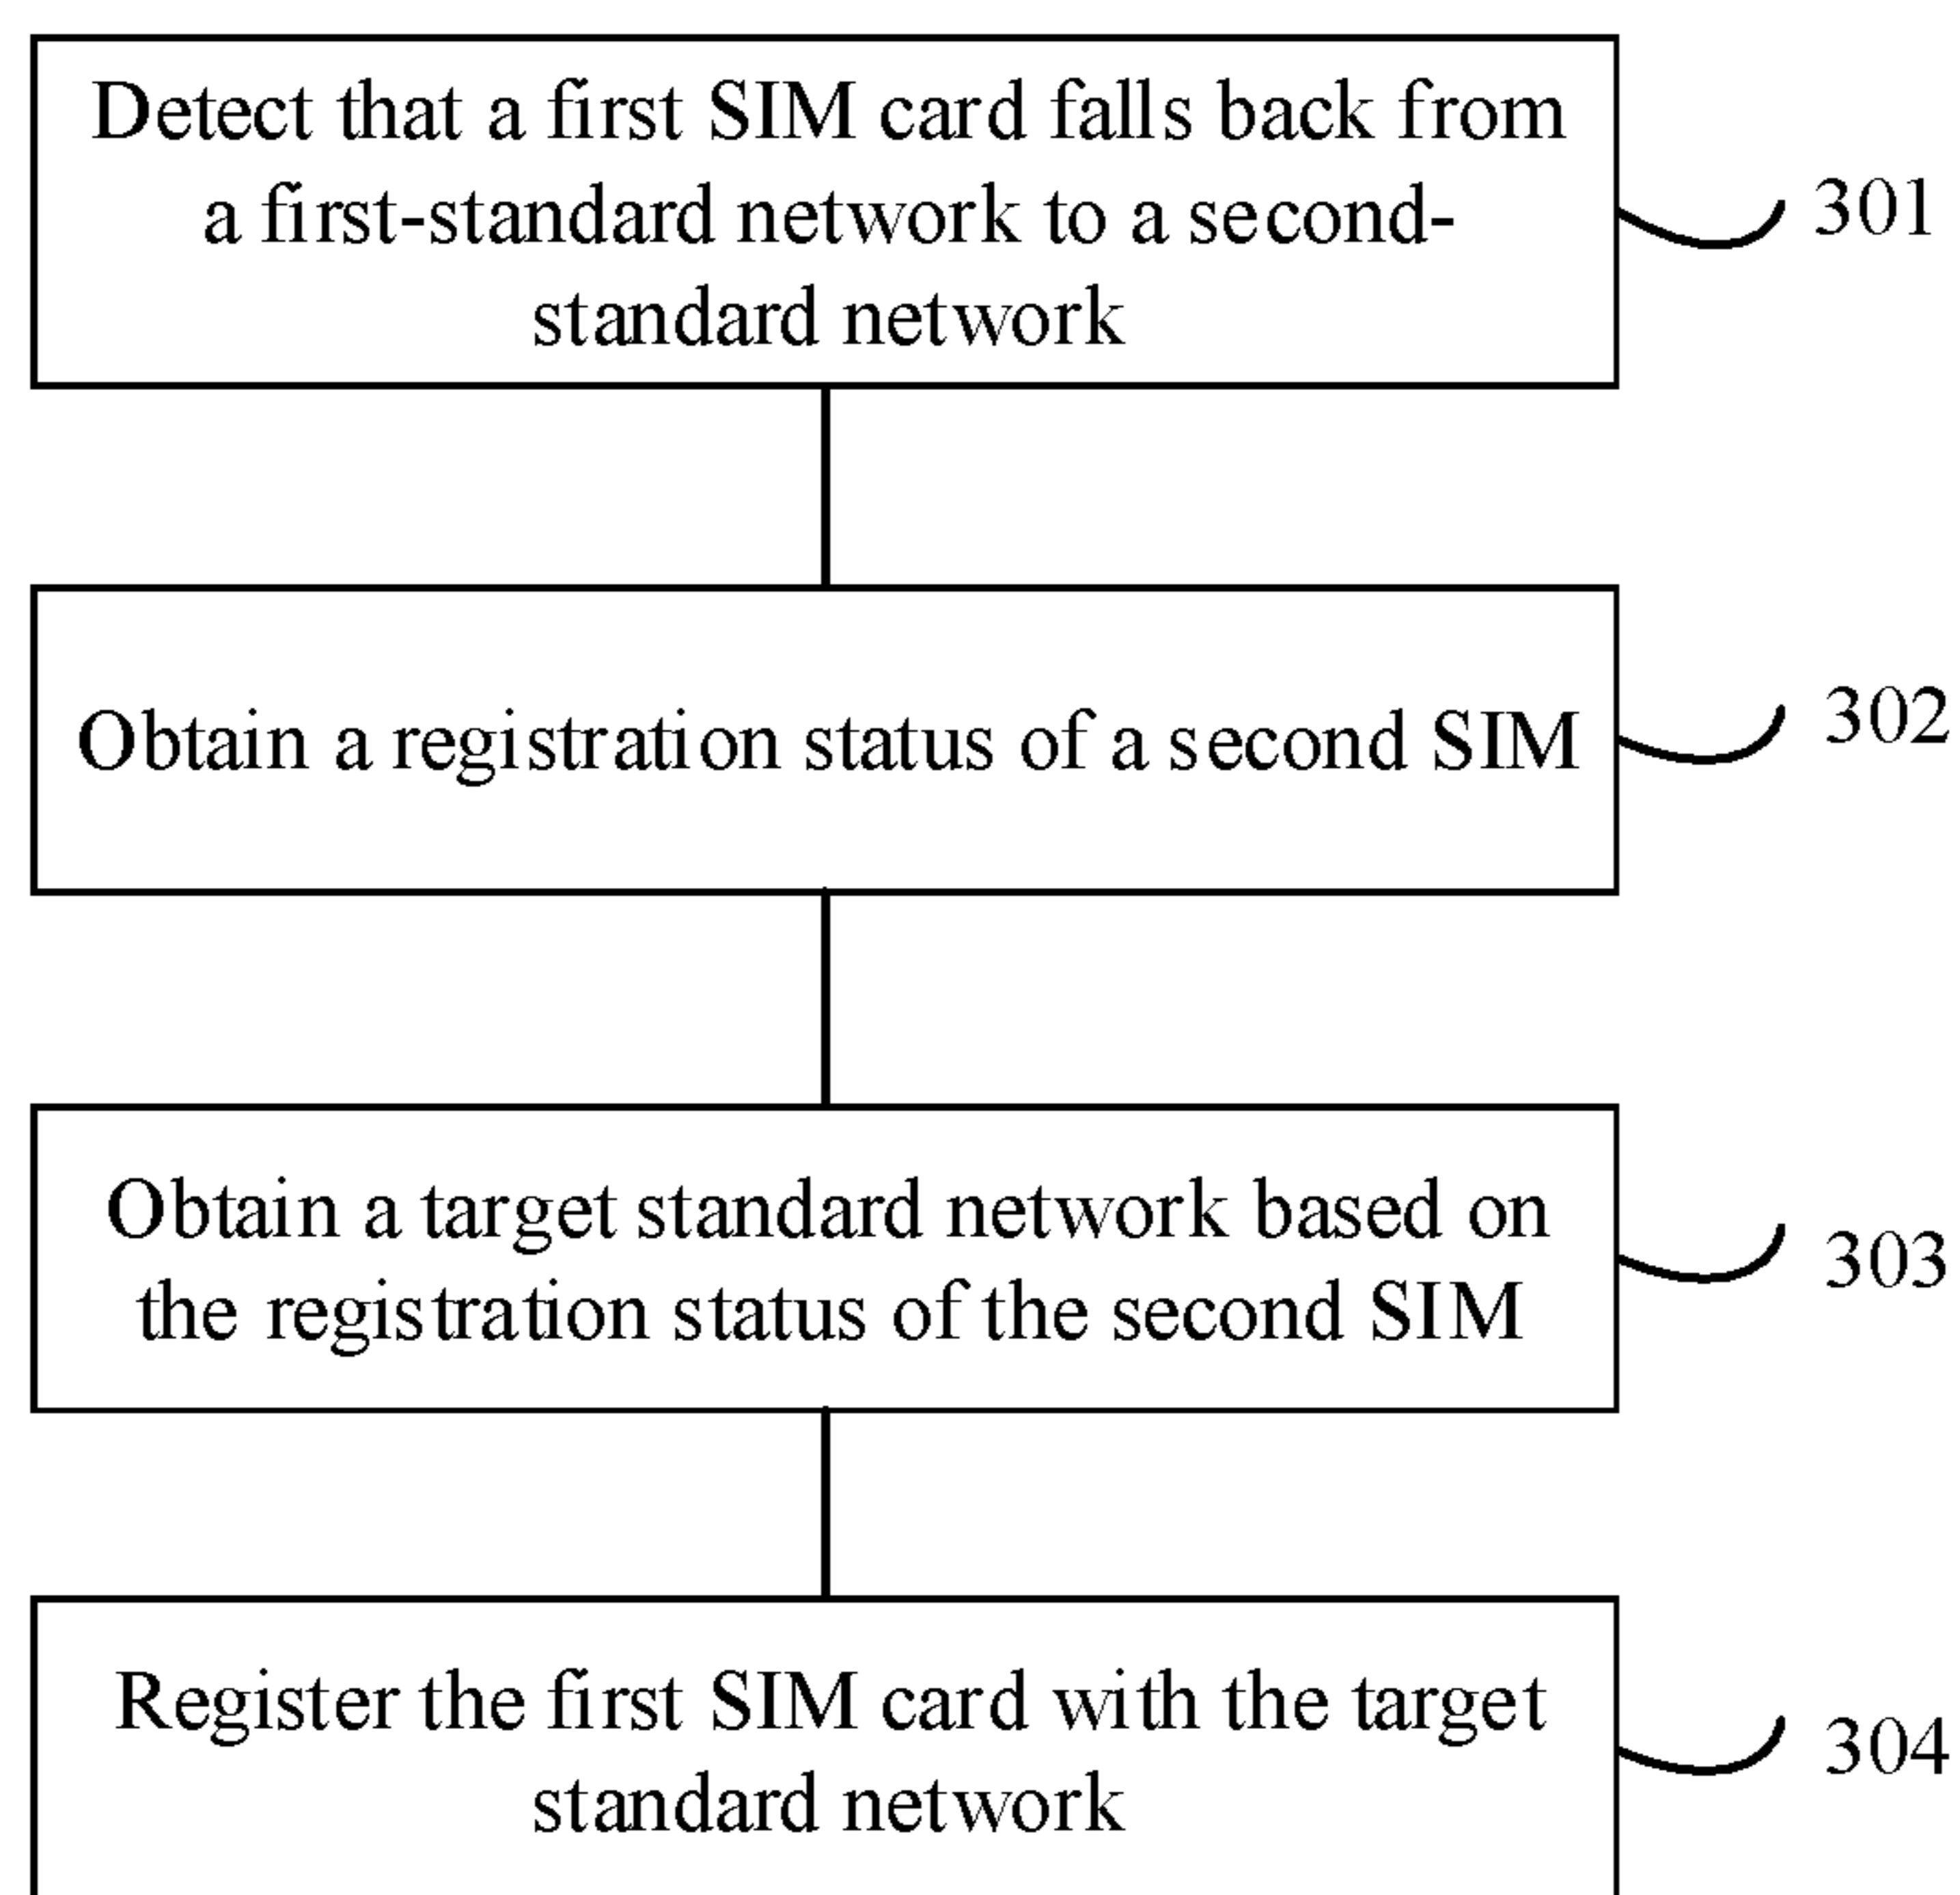 Detect that a first SIM card falls back from
a first-standard network to a second-
standard network
301
Obtain a registration status of a second SIM
302
Obtain a target standard network based on
the registration status of the second SIM
303
Register the first SIM card with the target
standard network
304